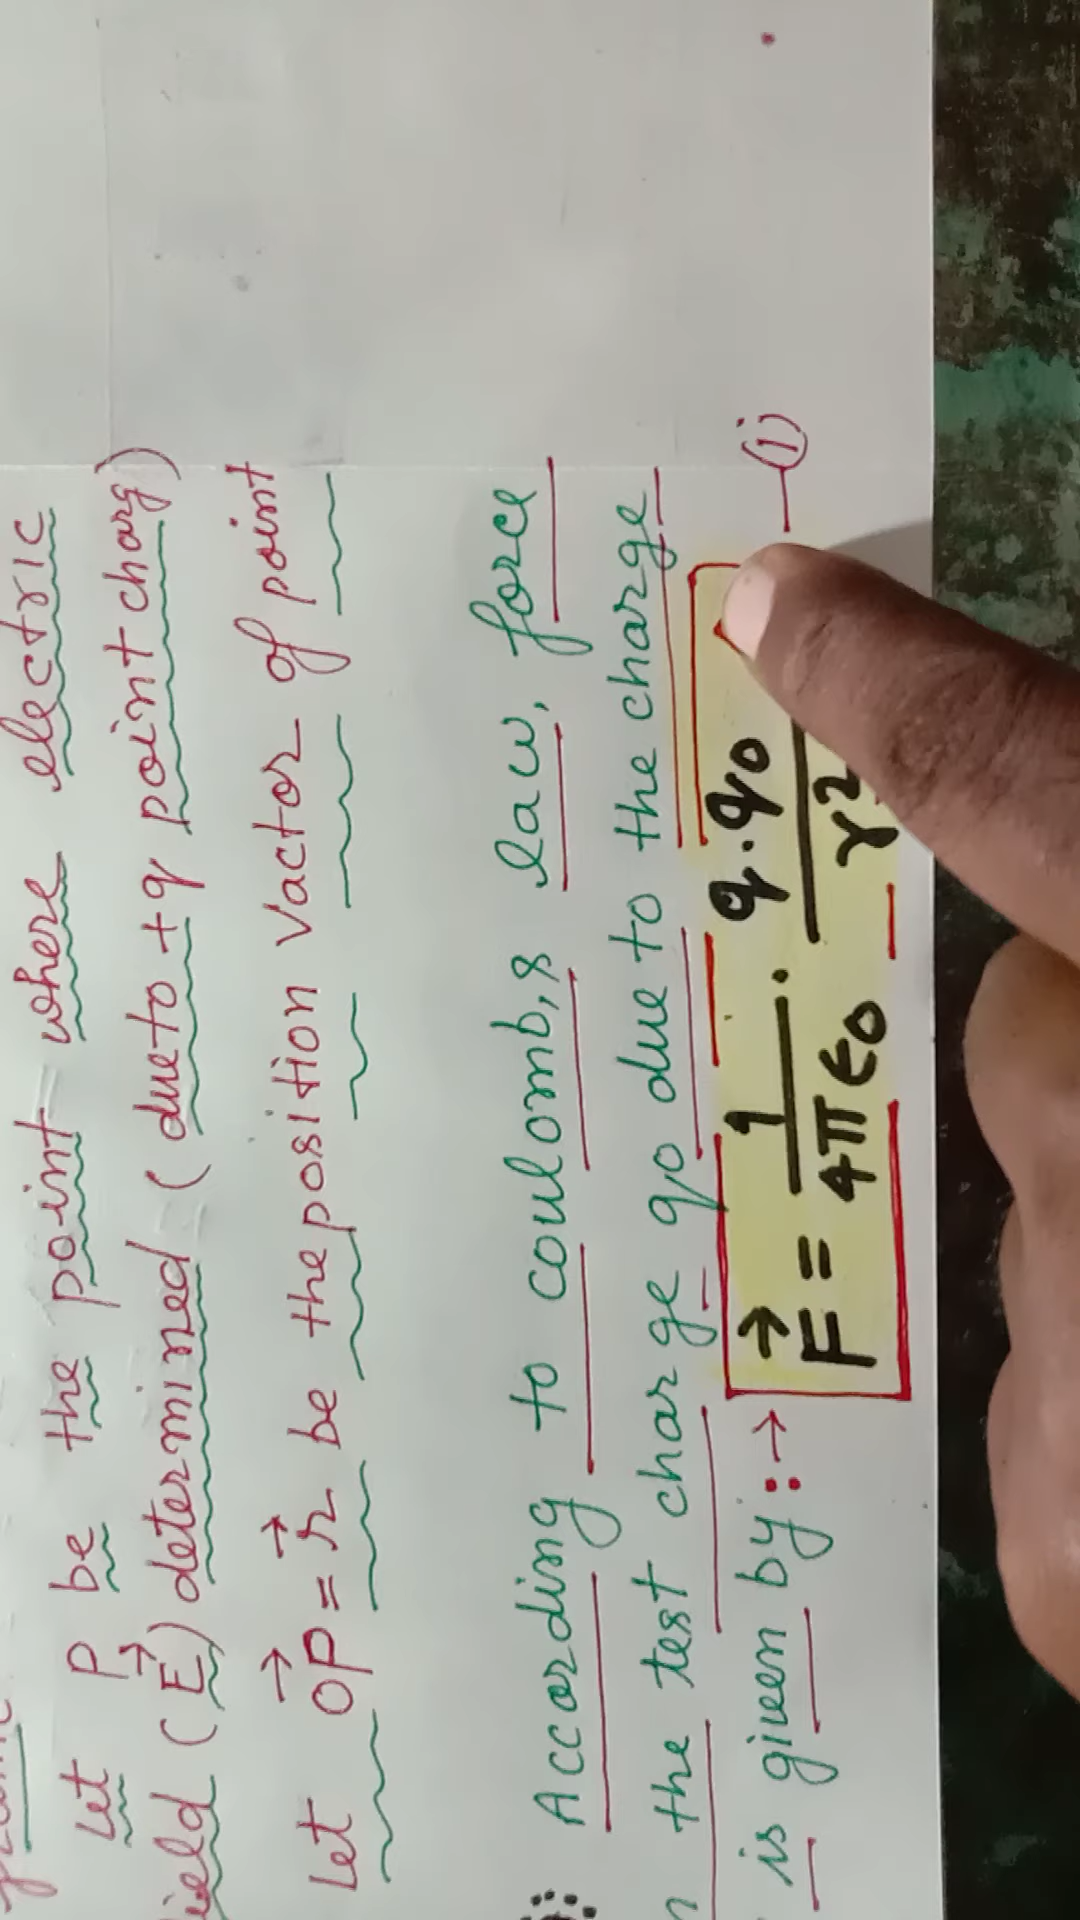 Let P be the point where electric
ield (E⃗) determined (due to +q point charg)
Let OP⃗ = r⃗ be the position Vactor of point
According to coulomb,s law, force
n the test charge q0 due to the charge
is given by :→ F⃗ = 1/4πϵ0 . q.q0/r² —(i)